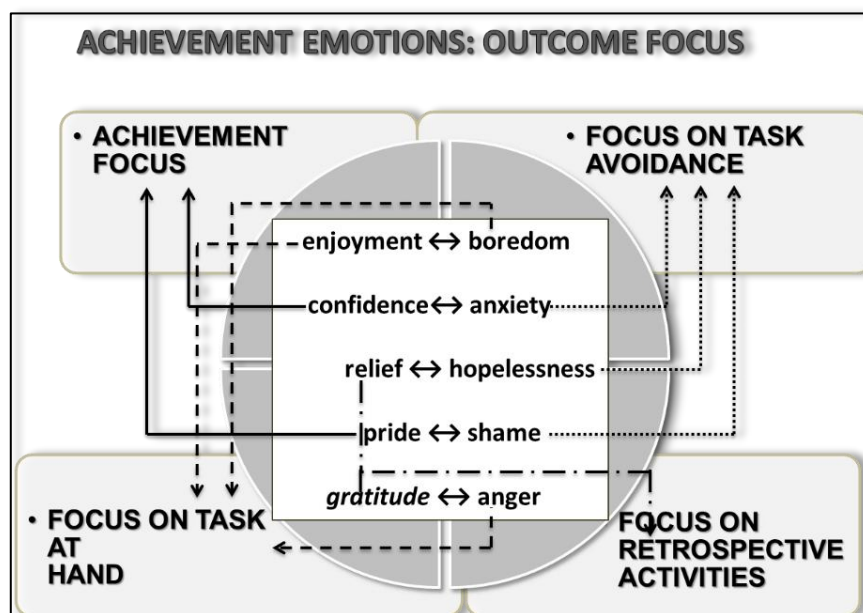 ACHIEVEMENT EMOTIONS: OUTCOME FOCUS
• ACHIEVEMENT
FOCUS
• FOCUS ON TASK
AVOIDANCE
enjoyment ↔ boredom
confidence ↔ anxiety
relief ↔ hopelessness
pride ↔ shame
gratitude ↔ anger
• FOCUS ON TASK
AT
HAND
FOCUS ON
RETROSPECTIVE
ACTIVITIES